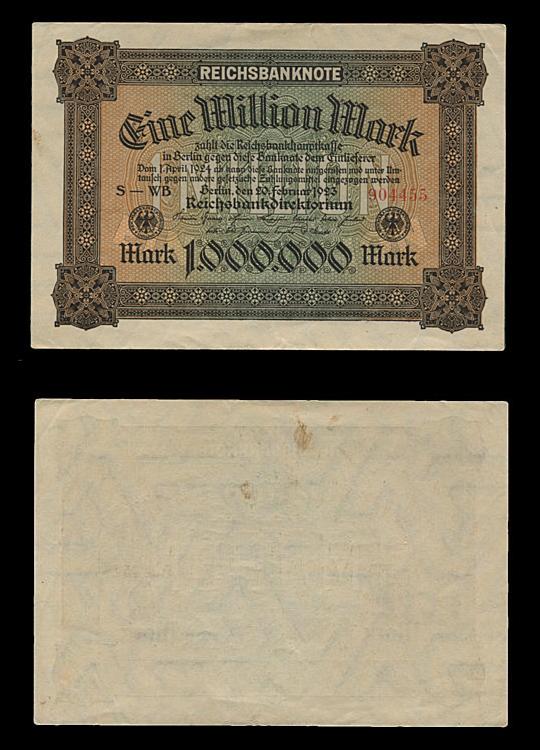 REICHSBANKNOTE
Eine Million Mark
zahlt die Reichsbankhauptkasse
in Berlin gegen diese Banknote dem Einlieferer
Vom 1. April 1924 ab kann diese Banknote aufgerufen und unter Um-
tausch gegen andere gesetzliche Zahlungsmittel eingezogen werden
S — WB Berlin, den 20. Februar 1923 904455
Reichsbankdirektorium
Mark 1.000.000 Mark